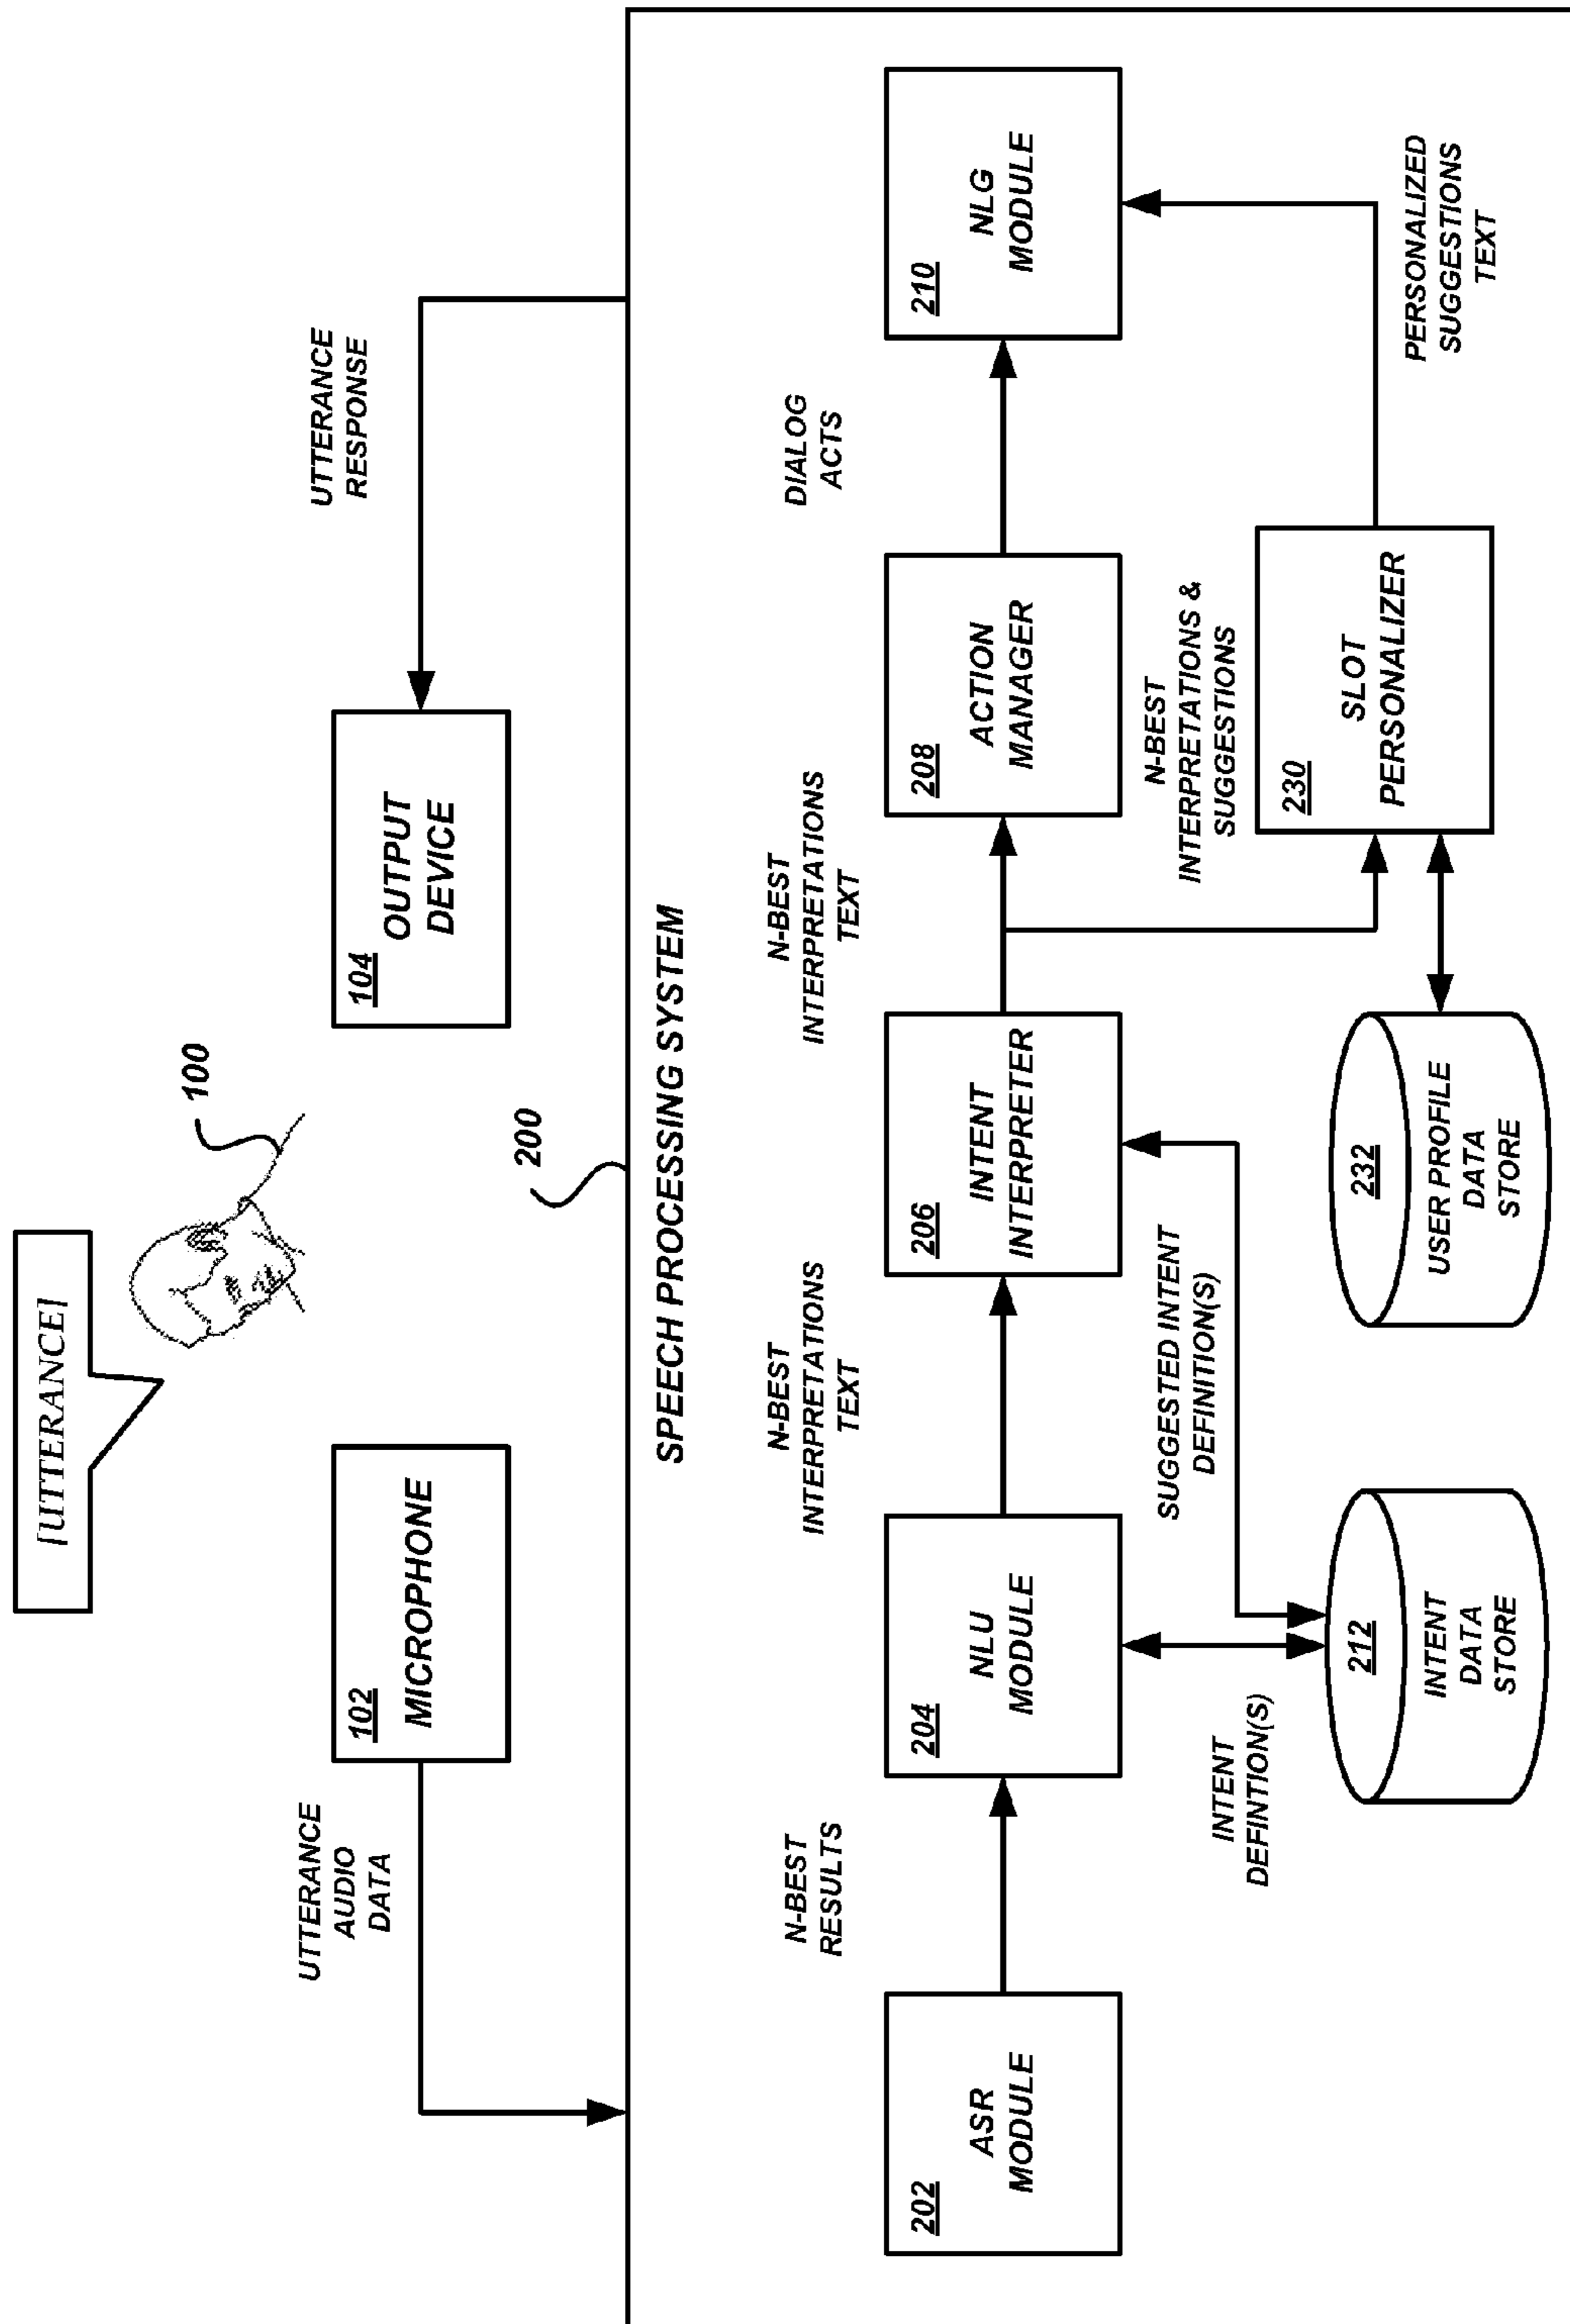 [UTTERANCE]
100
102
MICROPHONE
104
OUTPUT
DEVICE
UTTERANCE
AUDIO
DATA
UTTERANCE
RESPONSE
200
SPEECH PROCESSING SYSTEM
N-BEST
RESULTS
N-BEST
INTERPRETATIONS
TEXT
N-BEST
INTERPRETATIONS
TEXT
DIALOG
ACTS
202
ASR
MODULE
204
NLU
MODULE
206
INTENT
INTERPRETER
208
ACTION
MANAGER
210
NLG
MODULE
INTENT
DEFINTION(S)
SUGGESTED INTENT
DEFINITION(S)
N-BEST
INTERPRETATIONS &
SUGGESTIONS
PERSONALIZED
SUGGESTIONS
TEXT
212
INTENT
DATA
STORE
232
USER PROFILE
DATA
STORE
230
SLOT
PERSONALIZER